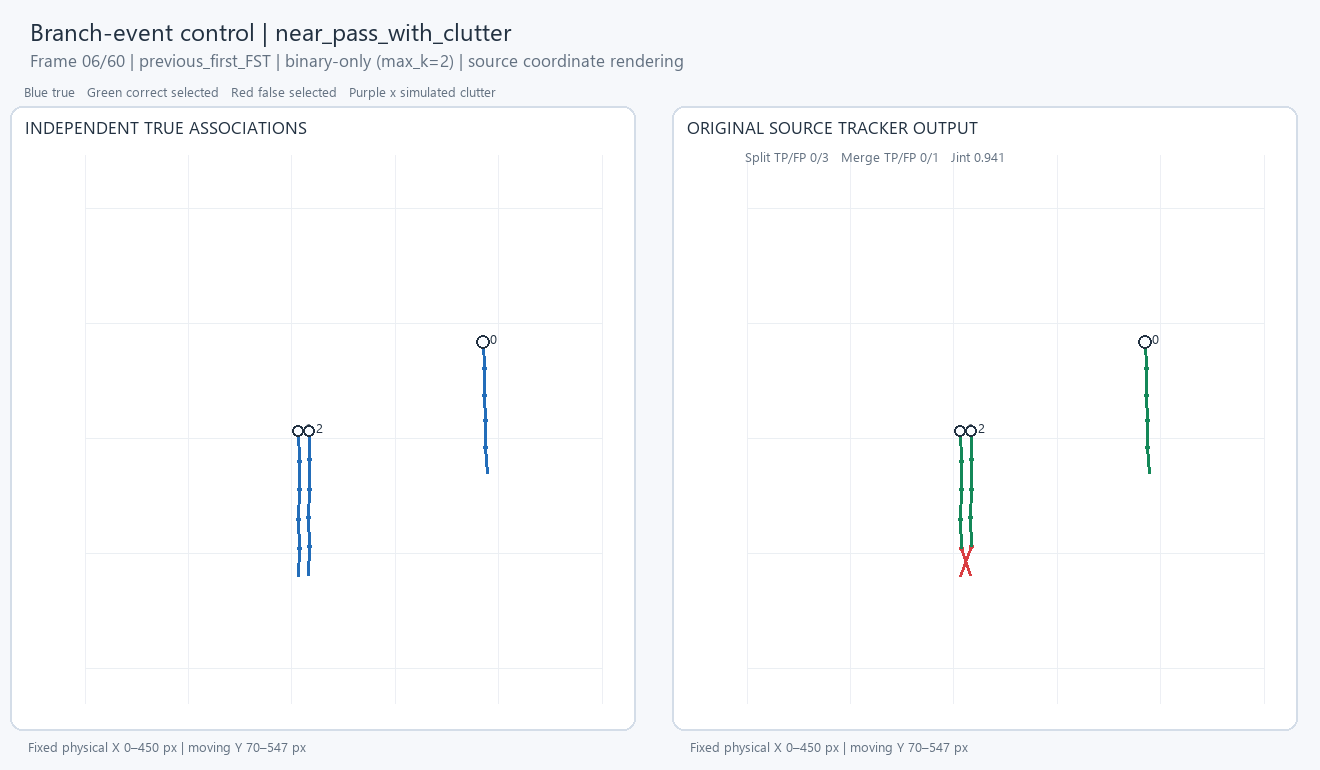 Branch-event control | near_pass_with_clutter
Frame 06/60 | previous_first_FST | binary-only (max_k=2) | source coordinate rendering
Blue true   Green correct selected   Red false selected   Purple x simulated clutter
INDEPENDENT TRUE ASSOCIATIONS
0
2
Fixed physical X 0–450 px | moving Y 70–547 px
ORIGINAL SOURCE TRACKER OUTPUT
Split TP/FP 0/3   Merge TP/FP 0/1   Jint 0.941
0
2
Fixed physical X 0–450 px | moving Y 70–547 px